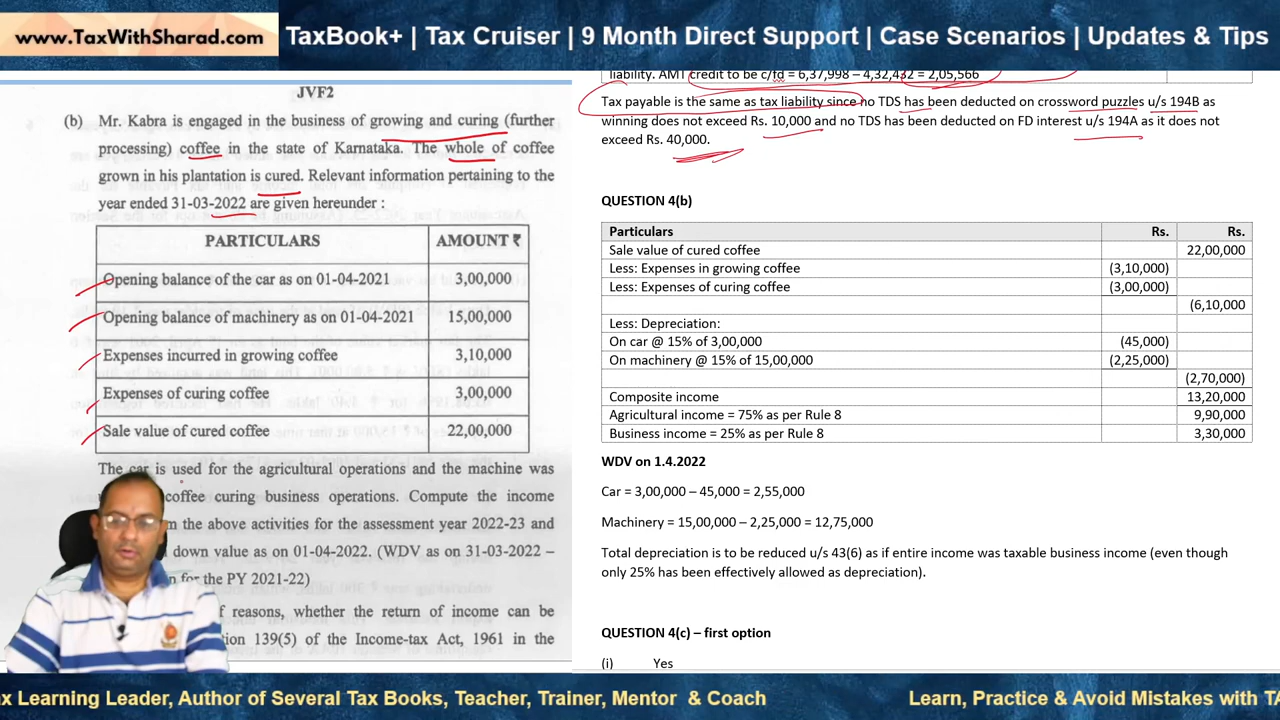 www.TaxWithSharad.com
TaxBook+ | Tax Cruiser | 9 Month Direct Support | Case Scenarios | Updates & Tips
JVF2
(b) Mr. Kabra is engaged in the business of growing and curing (further
processing) coffee in the state of Karnataka. The whole of coffee
grown in his plantation is cured. Relevant information pertaining to the
year ended 31-03-2022 are given hereunder :
PARTICULARS AMOUNT ₹
Opening balance of the car as on 01-04-2021 3,00,000
Opening balance of machinery as on 01-04-2021 15,00,000
Expenses incurred in growing coffee 3,10,000
Expenses of curing coffee 3,00,000
Sale value of cured coffee 22,00,000
The car is used for the agricultural operations and the machine was
coffee curing business operations. Compute the income
the above activities for the assessment year 2022-23 and
down value as on 01-04-2022. (WDV as on 31-03-2022 –
for the PY 2021-22)
of reasons, whether the return of income can be
139(5) of the Income-tax Act, 1961 in the
liability. AMT credit to be c/fd = 6,37,998 – 4,32,432 = 2,05,566
Tax payable is the same as tax liability since no TDS has been deducted on crossword puzzles u/s 194B as
winning does not exceed Rs. 10,000 and no TDS has been deducted on FD interest u/s 194A as it does not
exceed Rs. 40,000.
QUESTION 4(b)
Particulars Rs. Rs.
Sale value of cured coffee 22,00,000
Less: Expenses in growing coffee (3,10,000)
Less: Expenses of curing coffee (3,00,000)
(6,10,000
Less: Depreciation:
On car @ 15% of 3,00,000 (45,000)
On machinery @ 15% of 15,00,000 (2,25,000)
(2,70,000)
Composite income 13,20,000
Agricultural income = 75% as per Rule 8 9,90,000
Business income = 25% as per Rule 8 3,30,000
WDV on 1.4.2022
Car = 3,00,000 – 45,000 = 2,55,000
Machinery = 15,00,000 – 2,25,000 = 12,75,000
Total depreciation is to be reduced u/s 43(6) as if entire income was taxable business income (even though
only 25% has been effectively allowed as depreciation).
QUESTION 4(c) – first option
(i) Yes
x Learning Leader, Author of Several Tax Books, Teacher, Trainer, Mentor & Coach
Learn, Practice & Avoid Mistakes with TA